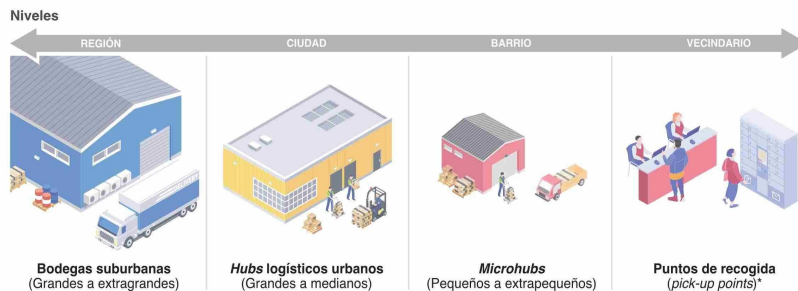 Niveles
REGIÓN
CIUDAD
BARRIO
VECINDARIO
Bodegas suburbanas
(Grandes a extragrandes)
Hubs logísticos urbanos
(Grandes a medianos)
Microhubs
(Pequeños a extrapequeños)
Puntos de recogida
(pick-up points)*